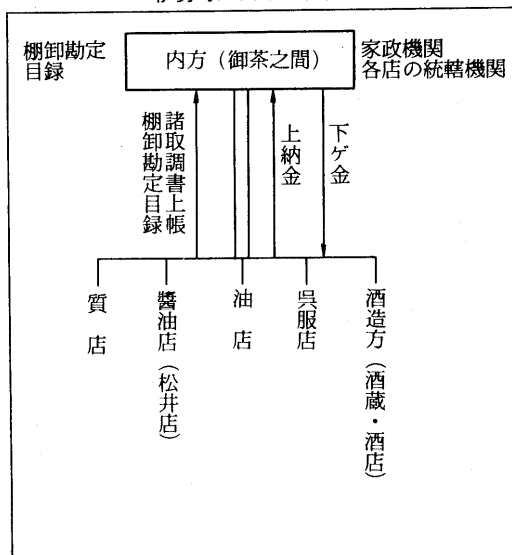 棚卸勘定
目録
内方（御茶之間）
家政機関
各店の統轄機関
諸取調書上帳
棚卸勘定目録
上納金
下ゲ金
酒造方（酒蔵・酒店）
呉服店
油店
醬油店（松井店）
質店